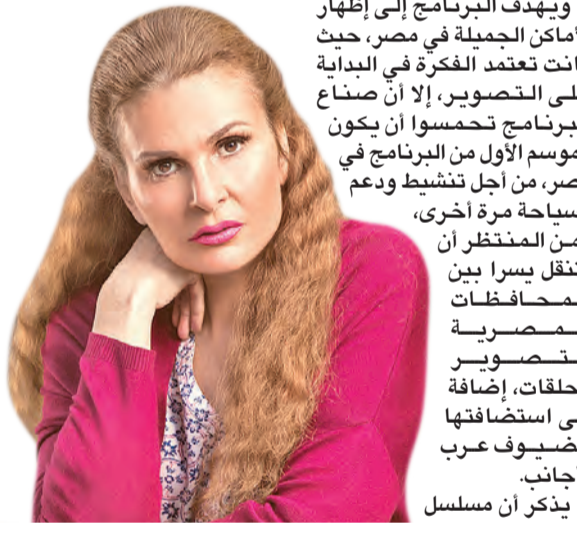 ويهدف البرنامج إلى إظهار
أماكن الجميلة في مصر، حيث
انت تعتمد الفكرة في البداية
لى التصوير، إلا أن صناع
برنامج تحمسوا أن يكون
موسم الأول من البرنامج في
صر، من أجل تنشيط ودعم
سياحة مرة أخرى،
من المنتظر أن
تنقل يسرا بين
محافظات
مصرية
تصوير
حلقات، إضافة
ى استضافتها
ضيوف عرب
أجانب.
يذكر أن مسلسل